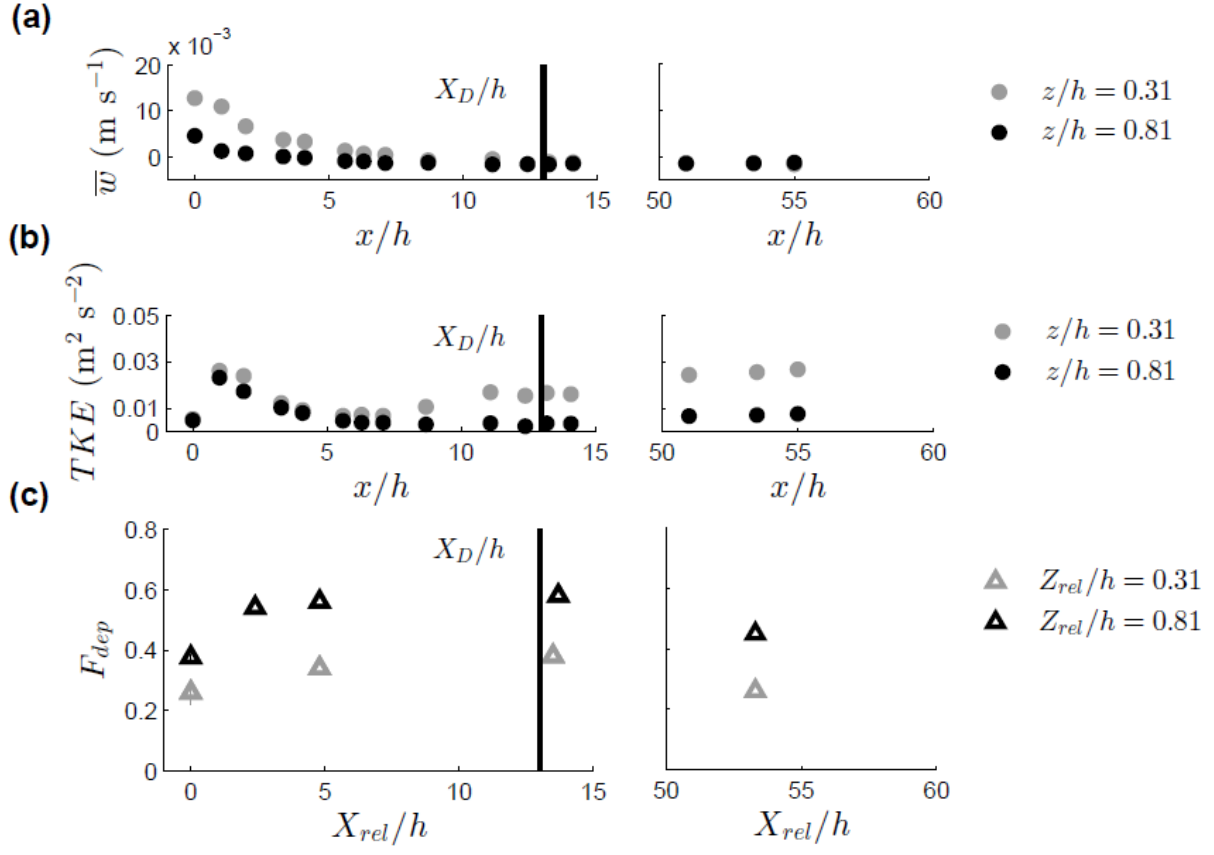 (a)
x 10⁻³
20
10
0
w̅ (m s⁻¹)
X_D/h
0 5 10 15
50 55 60
x/h
x/h
z/h = 0.31
z/h = 0.81
(b)
0.05
0.03
0.01
0
TKE (m² s⁻²)
X_D/h
0 5 10 15
50 55 60
x/h
x/h
z/h = 0.31
z/h = 0.81
(c)
0.8
0.6
0.4
0.2
0
F_dep
X_D/h
0 5 10 15
50 55 60
X_rel/h
X_rel/h
Z_rel/h = 0.31
Z_rel/h = 0.81